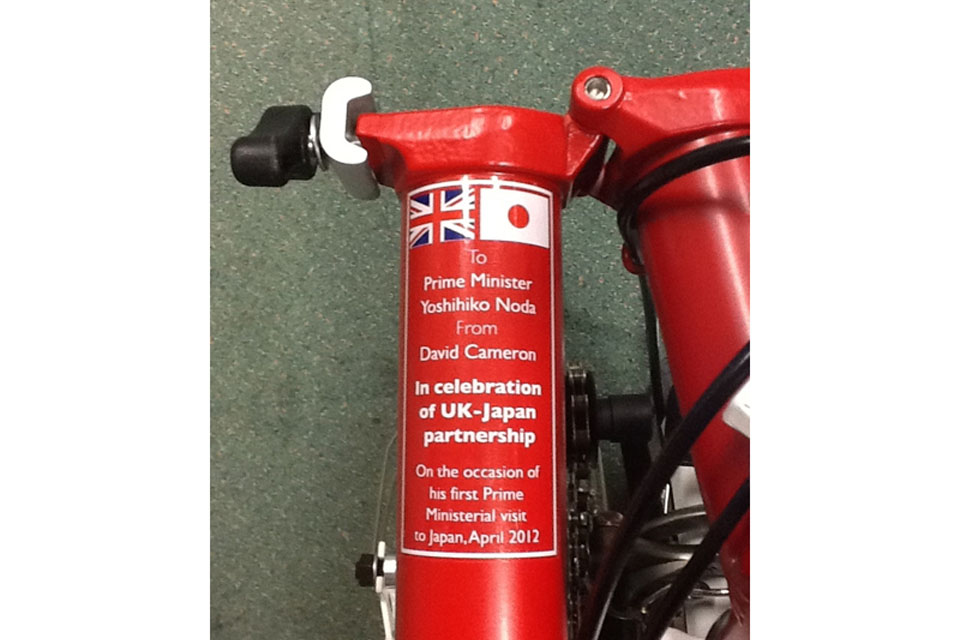 To
Prime Minister
Yoshihiko Noda
From
David Cameron
In celebration
of UK-Japan
partnership
On the occasion of
his first Prime
Ministerial visit
to Japan, April 2012